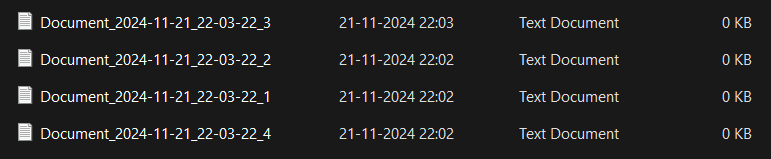 Document_2024-11-21_22-03-22_3 21-11-2024 22:03 Text Document 0 KB
Document_2024-11-21_22-03-22_2 21-11-2024 22:02 Text Document 0 KB
Document_2024-11-21_22-03-22_1 21-11-2024 22:02 Text Document 0 KB
Document_2024-11-21_22-03-22_4 21-11-2024 22:02 Text Document 0 KB